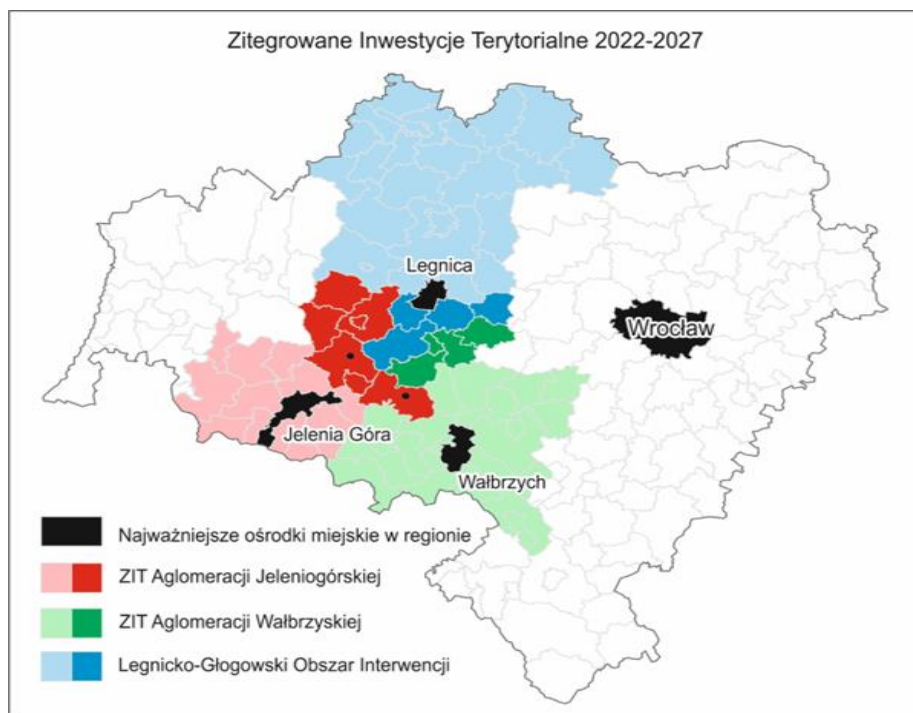 Zitegrowane Inwestycje Terytorialne 2022-2027
Legnica
Wrocław
Jelenia Góra
Wałbrzych
Najważniejsze ośrodki miejskie w regionie
ZIT Aglomeracji Jeleniogórskiej
ZIT Aglomeracji Wałbrzyskiej
Legnicko-Głogowski Obszar Interwencji